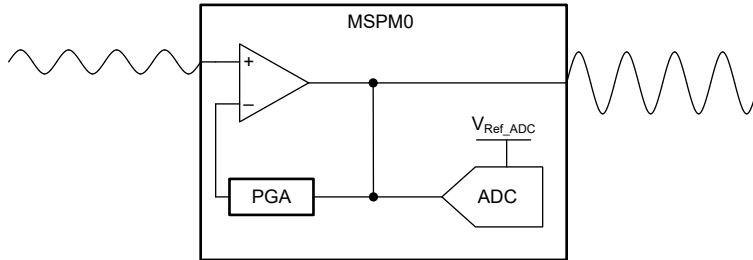 MSPM0
+
−
V_Ref_ADC
PGA
ADC